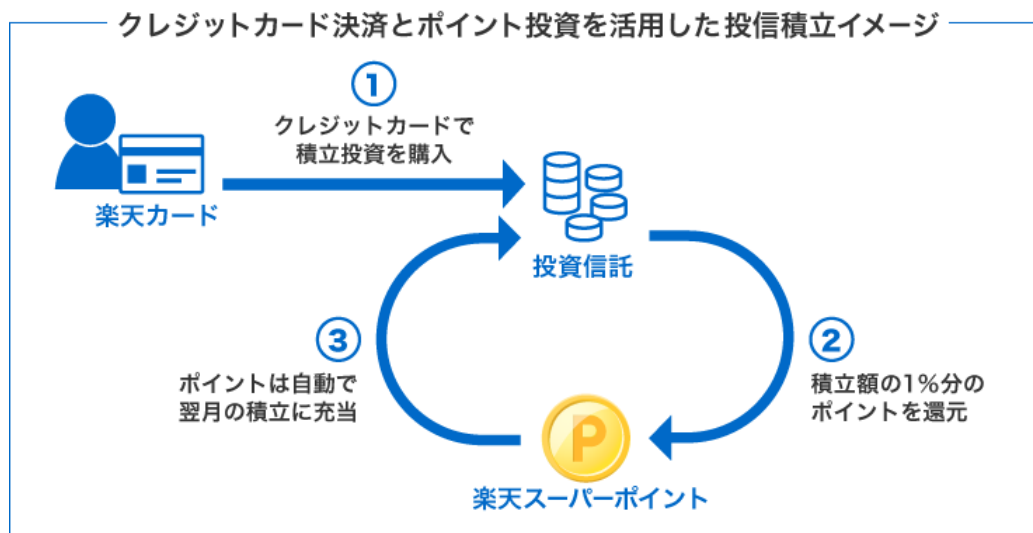 クレジットカード決済とポイント投資を活用した投信積立イメージ
①
クレジットカードで
積立投資を購入
楽天カード
投資信託
③
ポイントは自動で
翌月の積立に充当
②
積立額の1%分の
ポイントを還元
P
楽天スーパーポイント